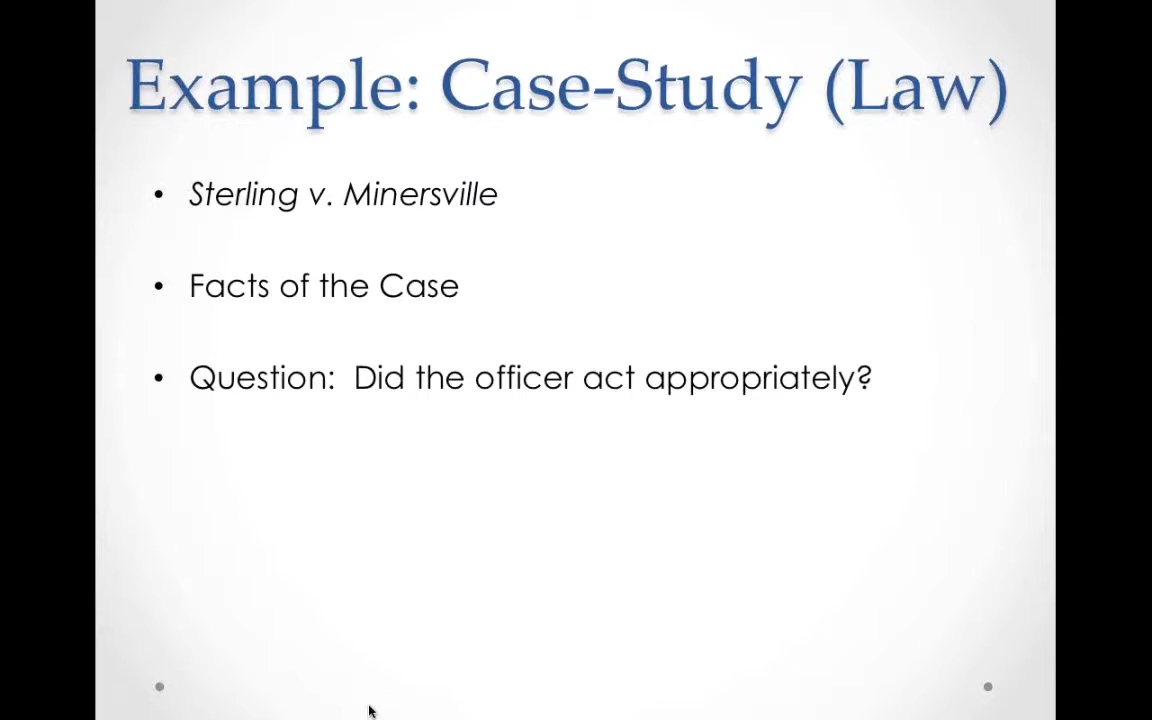 Example: Case-Study (Law)
• Sterling v. Minersville
• Facts of the Case
• Question:  Did the officer act appropriately?